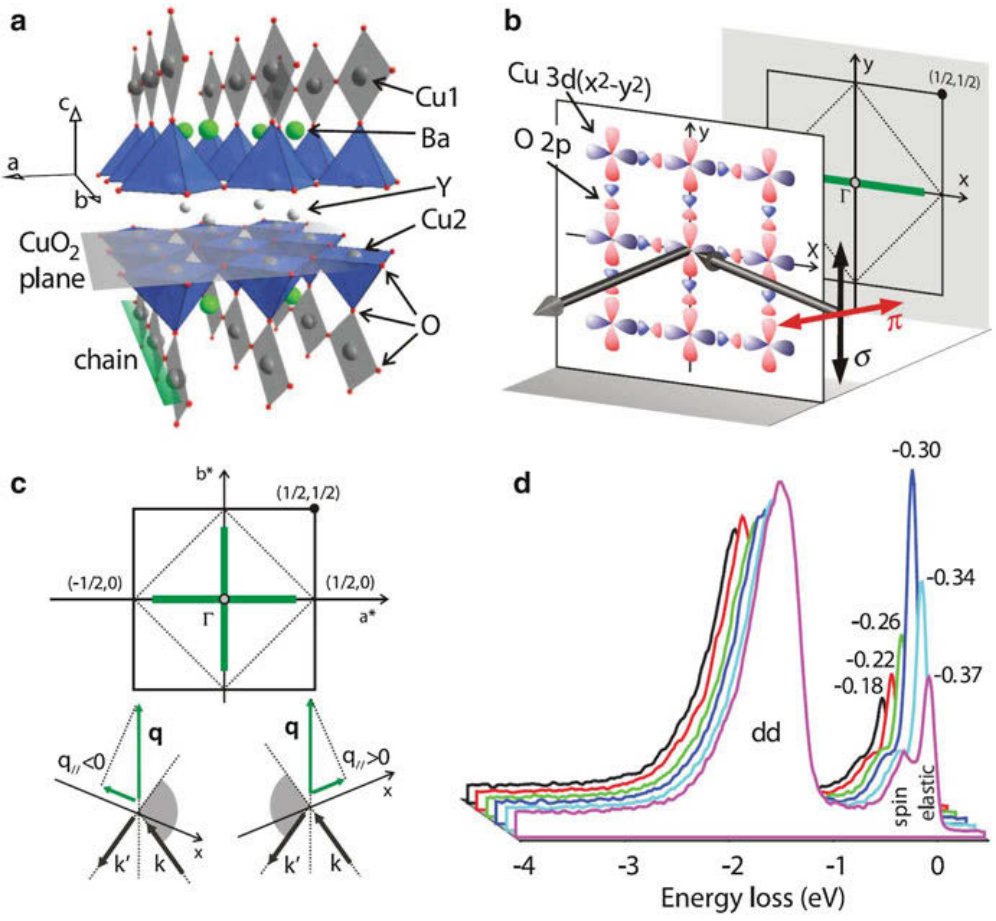 a
c
a
b
Cu1
Ba
Y
Cu2
CuO2
plane
O
chain
b
Cu 3d(x2-y2)
O 2p
y
y
(1/2,1/2)
x
Γ
X
π
σ
c
b*
(1/2,1/2)
(-1/2,0)
(1/2,0)
Γ
a*
q
q
q//<0
q//>0
x
x
k'
k
k'
k
d
-0.30
-0.34
-0.26
-0.22
-0.37
-0.18
dd
spin
elastic
-4
-3
-2
-1
0
Energy loss (eV)